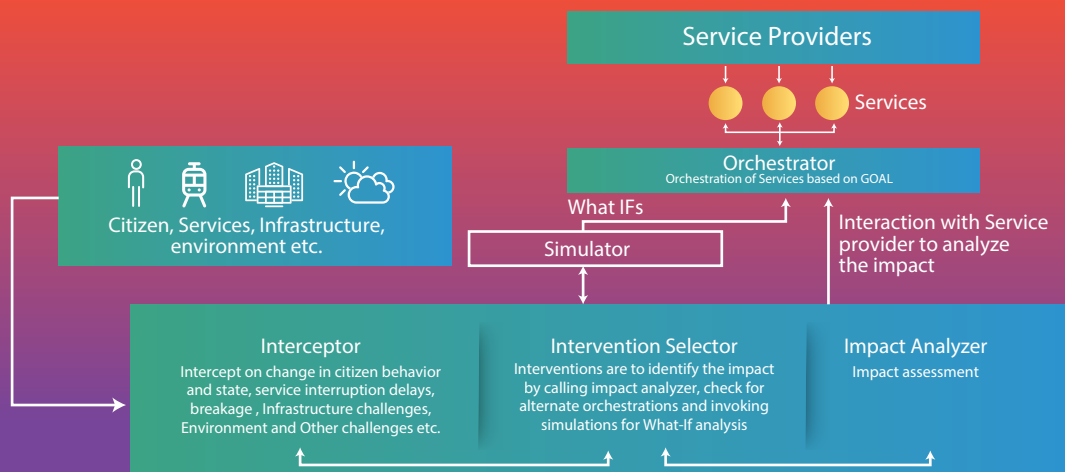 Service Providers
Services
Orchestrator
Orchestration of Services based on GOAL
Citizen, Services, Infrastructure,
environment etc.
What IFs
Simulator
Interaction with Service
provider to analyze
the impact
Interceptor
Intercept on change in citizen behavior
and state, service interruption delays,
breakage , Infrastructure challenges,
Environment and Other challenges etc.
Intervention Selector
Interventions are to identify the impact
by calling impact analyzer, check for
alternate orchestrations and invoking
simulations for What-If analysis
Impact Analyzer
Impact assessment